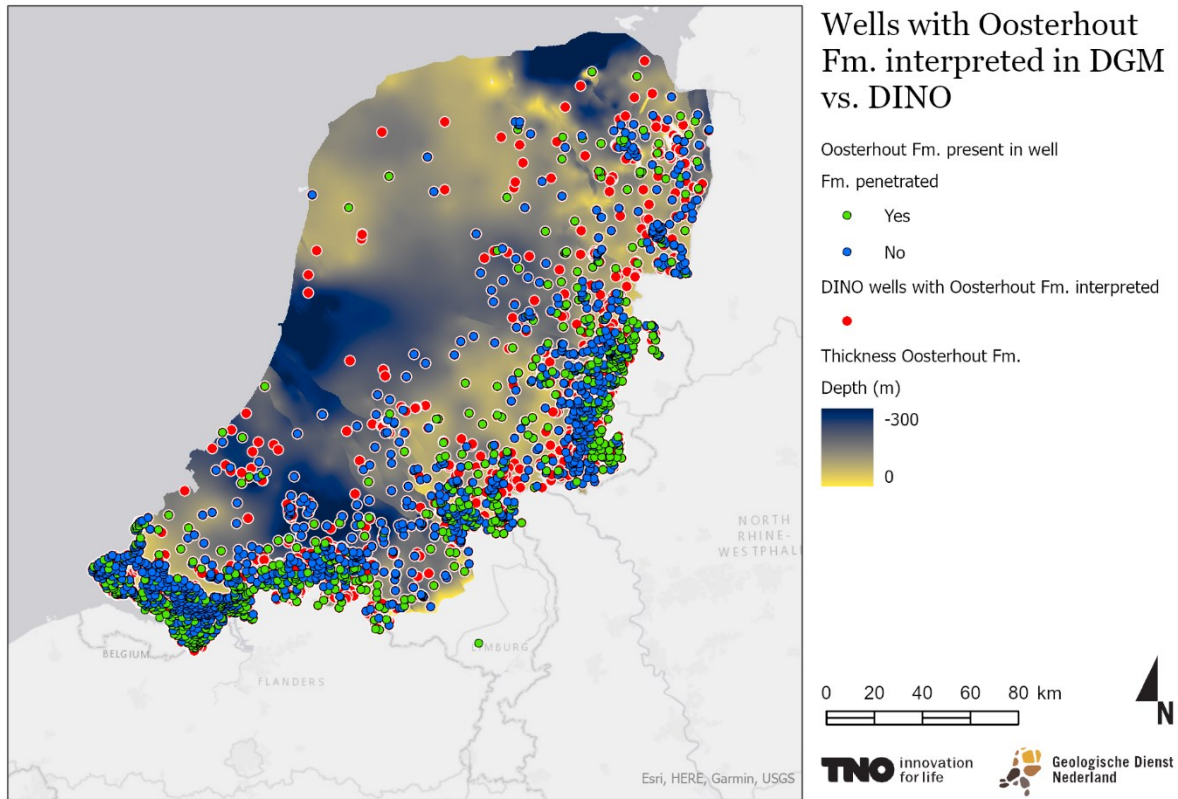 Wells with Oosterhout
Fm. interpreted in DGM
vs. DINO
Oosterhout Fm. present in well
Fm. penetrated
Yes
No
DINO wells with Oosterhout Fm. interpreted
Thickness Oosterhout Fm.
Depth (m)
-300
0
NORTH
RHINE-
WESTPHAL
LIMBURG
BELGIUM
FLANDERS
0 20 40 60 80 km
N
Esri, HERE, Garmin, USGS
TNO innovation
for life
Geologische Dienst
Nederland